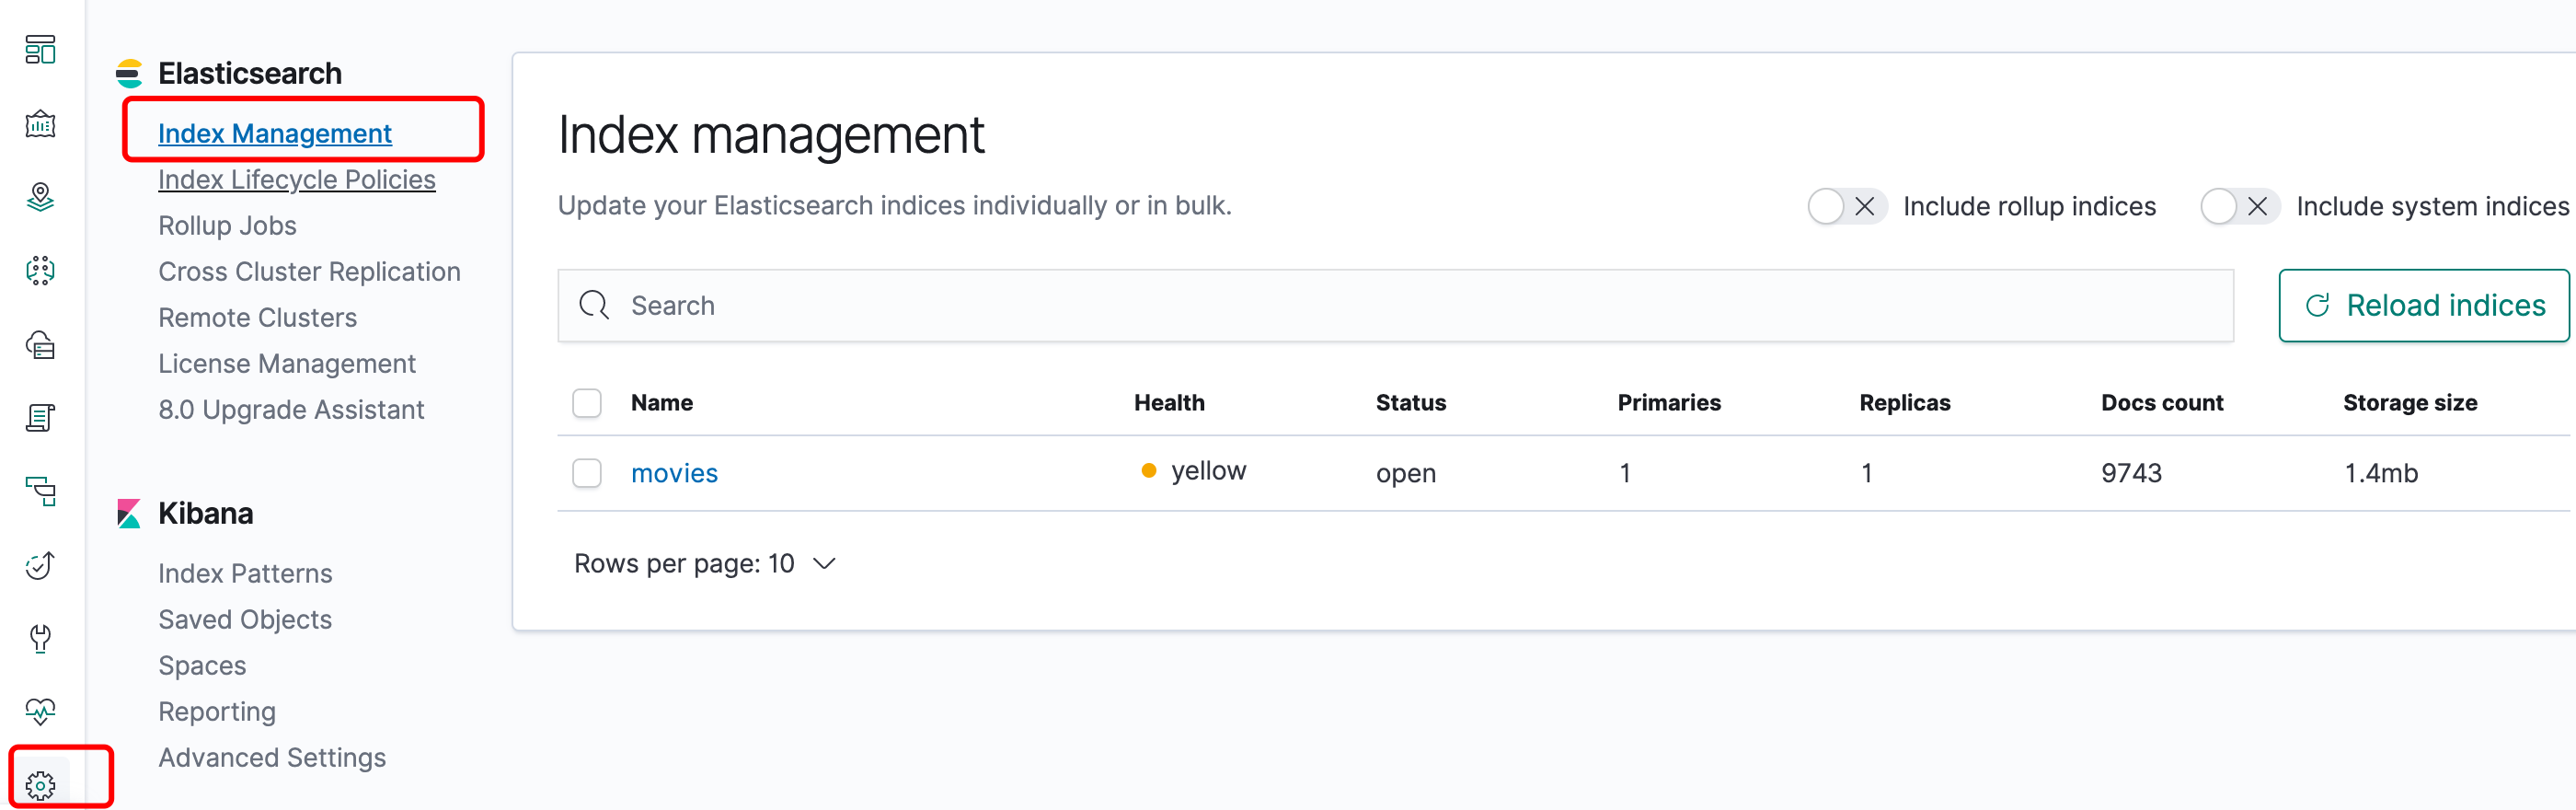 Elasticsearch
Index Management
Index Lifecycle Policies
Rollup Jobs
Cross Cluster Replication
Remote Clusters
License Management
8.0 Upgrade Assistant
Kibana
Index Patterns
Saved Objects
Spaces
Reporting
Advanced Settings
Index management
Update your Elasticsearch indices individually or in bulk.
Include rollup indices
Include system indices
Search
Reload indices
Name Health Status Primaries Replicas Docs count Storage size
movies yellow open 1 1 9743 1.4mb
Rows per page: 10